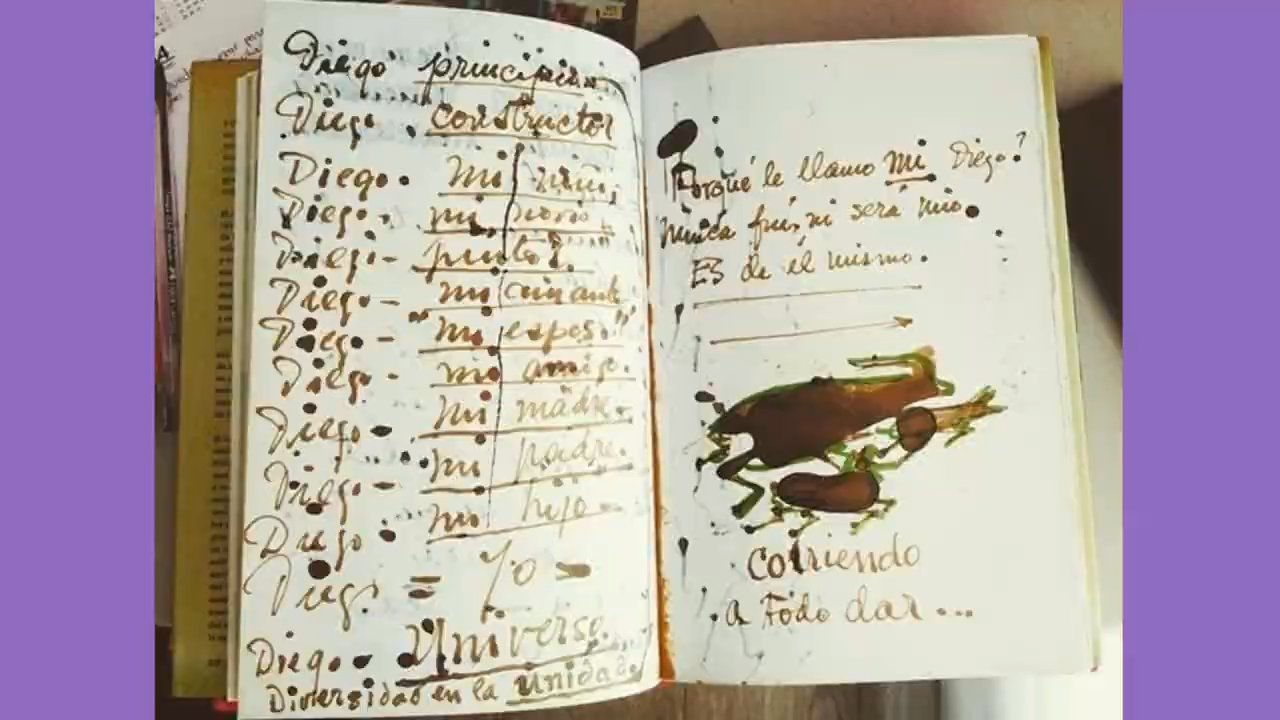 Diego principio
Diego . constructor
Diego . mi niño,
Diego . mi novio
Diego - pintor.
Diego - mi amante
Diego - "mi esposo"
Diego - mi amigo.
Diego - mi madre.
Diego - mi padre.
Diego . mi hijo -
Diego = Yo -
Diego - Universo.
Diversidad en la unidad.
Porqué le llamo Mi Diego?
Nunca fué, ni será mio.
ES de él mismo.
Corriendo
a Todo dar ...